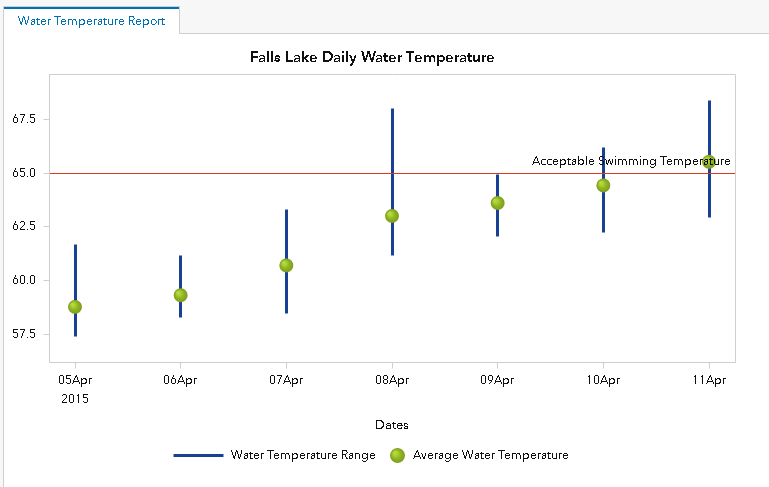 Water Temperature Report
Falls Lake Daily Water Temperature
67.5
65.0
62.5
60.0
57.5
Acceptable Swimming Temperature
05Apr 06Apr 07Apr 08Apr 09Apr 10Apr 11Apr
2015
Dates
Water Temperature Range Average Water Temperature